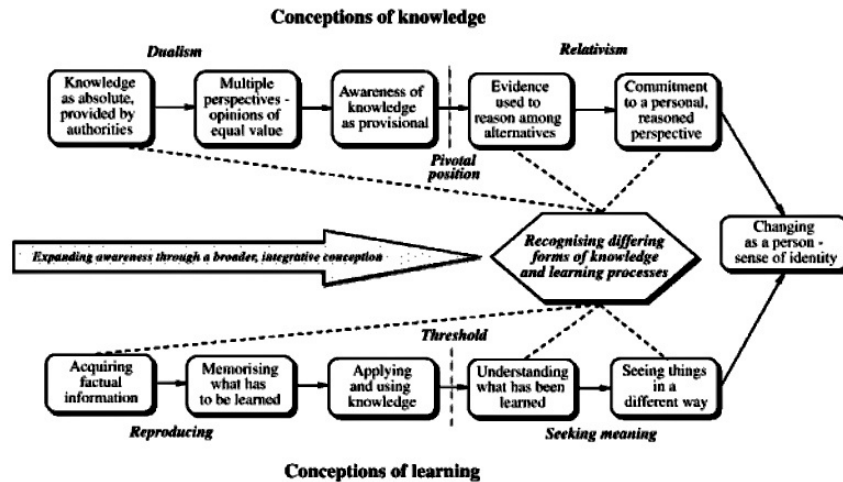 Conceptions of knowledge
Dualism
Relativism
Knowledge
as absolute,
provided by
authorities
Multiple
perspectives -
opinions of
equal value
Awareness of
knowledge
as provisional
Evidence
used to
reason among
alternatives
Commitment
to a personal,
reasoned
perspective
Pivotal
position
Expanding awareness through a broader, integrative conception
Recognising differing
forms of knowledge
and learning processes
Changing
as a person -
sense of identity
Threshold
Acquiring
factual
information
Memorising
what has
to be learned
Applying
and using
knowledge
Understanding
what has been
learned
Seeing things
in a
different way
Reproducing
Seeking meaning
Conceptions of learning